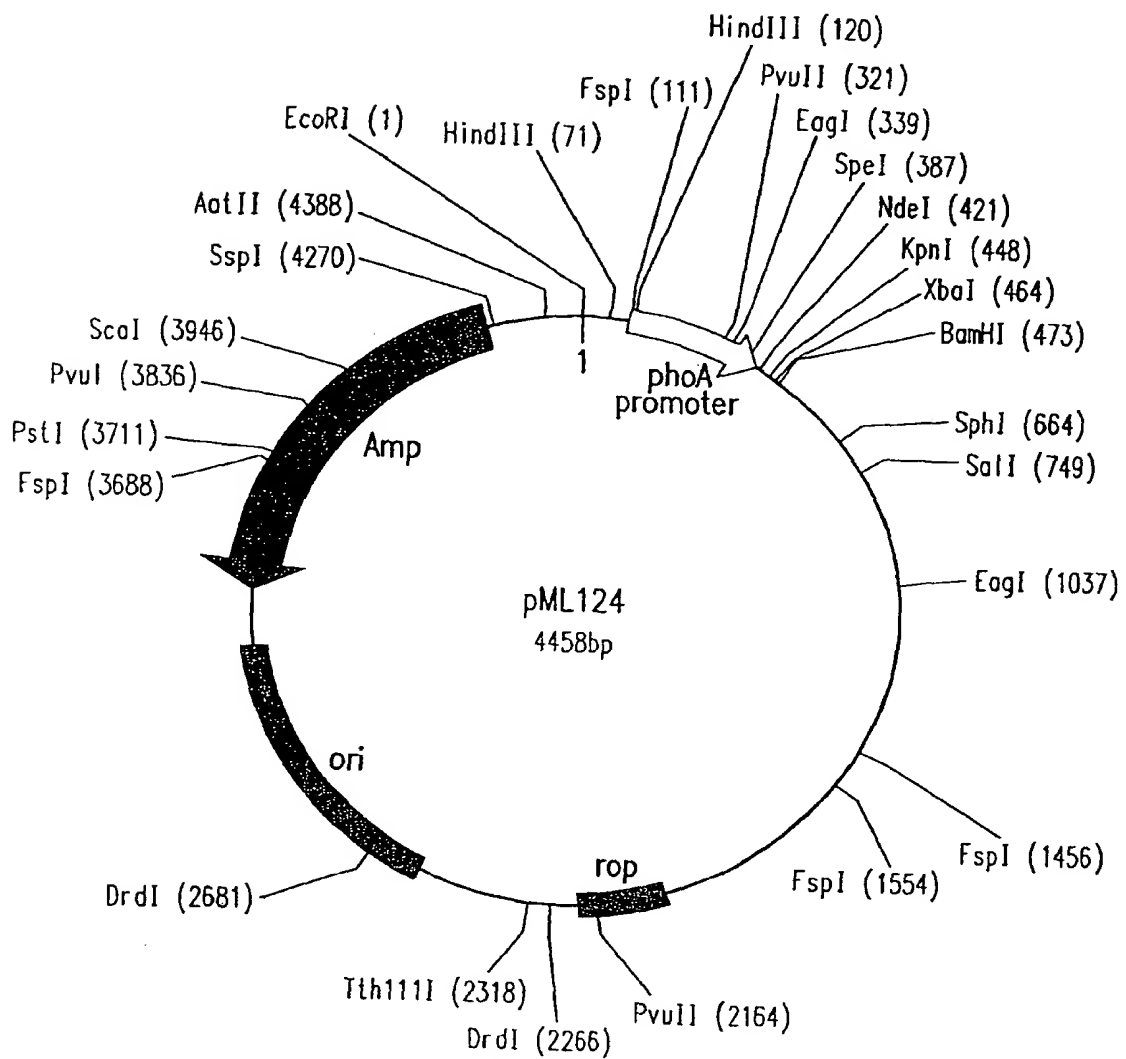 HindIII (120)
FspI (111)
PvuII (321)
EcoRI (1)
HindIII (71)
EagI (339)
SpeI (387)
AatII (4388)
NdeI (421)
SspI (4270)
KpnI (448)
XbaI (464)
ScaI (3946)
BamHI (473)
1
PvuI (3836)
phoA
promoter
PstI (3711)
Amp
SphI (664)
FspI (3688)
SalI (749)
EagI (1037)
pML124
4458bp
ori
FspI (1456)
rop
FspI (1554)
DrdI (2681)
Tth111I (2318)
PvuII (2164)
DrdI (2266)